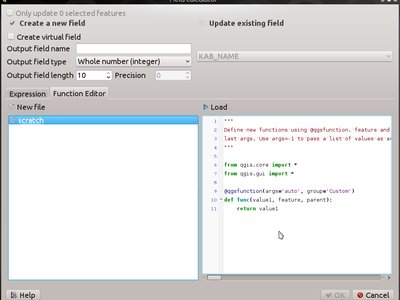 Only update 0 selected features
Create a new field
Update existing field
Create virtual field
Output field name
Output field type Whole number (integer)
KAB_NAME
Output field length 10 Precision 0
Expression Function Editor
New file
Load
scratch
1 """
2 Define new functions using @qgsfunction. feature and
3 last args. Use args=-1 to pass a list of values as ar
4 """
5
6 from qgis.core import *
7 from qgis.gui import *
8
9 @qgsfunction(args='auto', group='Custom')
10 def func(value1, feature, parent):
11 return value1
Help
OK
Cancel